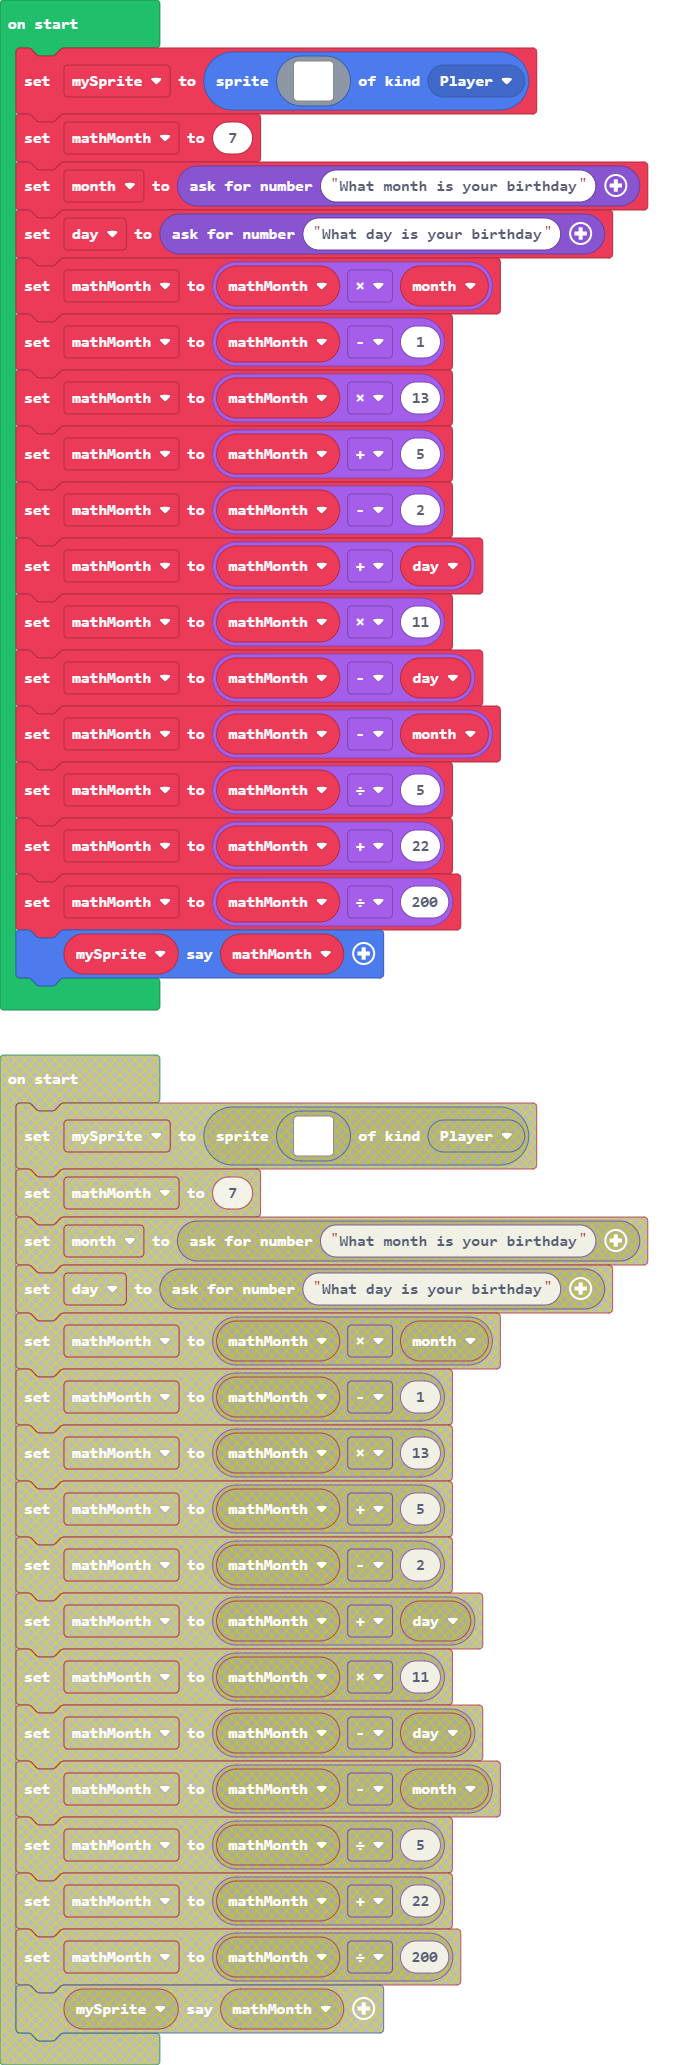 on start
set mySprite to sprite of kind Player
set mathMonth to 7
set month to ask for number "What month is your birthday"
set day to ask for number "What day is your birthday"
set mathMonth to mathMonth × month
set mathMonth to mathMonth - 1
set mathMonth to mathMonth × 13
set mathMonth to mathMonth + 5
set mathMonth to mathMonth - 2
set mathMonth to mathMonth + day
set mathMonth to mathMonth × 11
set mathMonth to mathMonth - day
set mathMonth to mathMonth - month
set mathMonth to mathMonth ÷ 5
set mathMonth to mathMonth + 22
set mathMonth to mathMonth ÷ 200
mySprite say mathMonth
on start
set mySprite to sprite of kind Player
set mathMonth to 7
set month to ask for number "What month is your birthday"
set day to ask for number "What day is your birthday"
set mathMonth to mathMonth × month
set mathMonth to mathMonth - 1
set mathMonth to mathMonth × 13
set mathMonth to mathMonth + 5
set mathMonth to mathMonth - 2
set mathMonth to mathMonth + day
set mathMonth to mathMonth × 11
set mathMonth to mathMonth - day
set mathMonth to mathMonth - month
set mathMonth to mathMonth ÷ 5
set mathMonth to mathMonth + 22
set mathMonth to mathMonth ÷ 200
mySprite say mathMonth